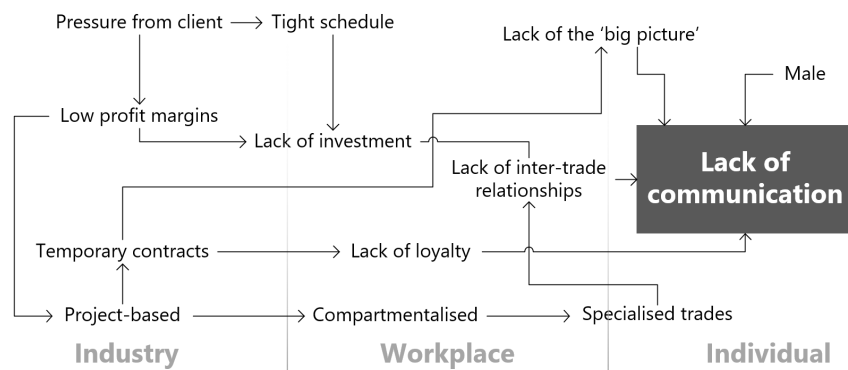 Pressure from client
Tight schedule
Lack of the ‘big picture’
Male
Low profit margins
Lack of investment
Lack of inter-trade
relationships
Lack of
communication
Temporary contracts
Lack of loyalty
Project-based
Compartmentalised
Specialised trades
Industry
Workplace
Individual